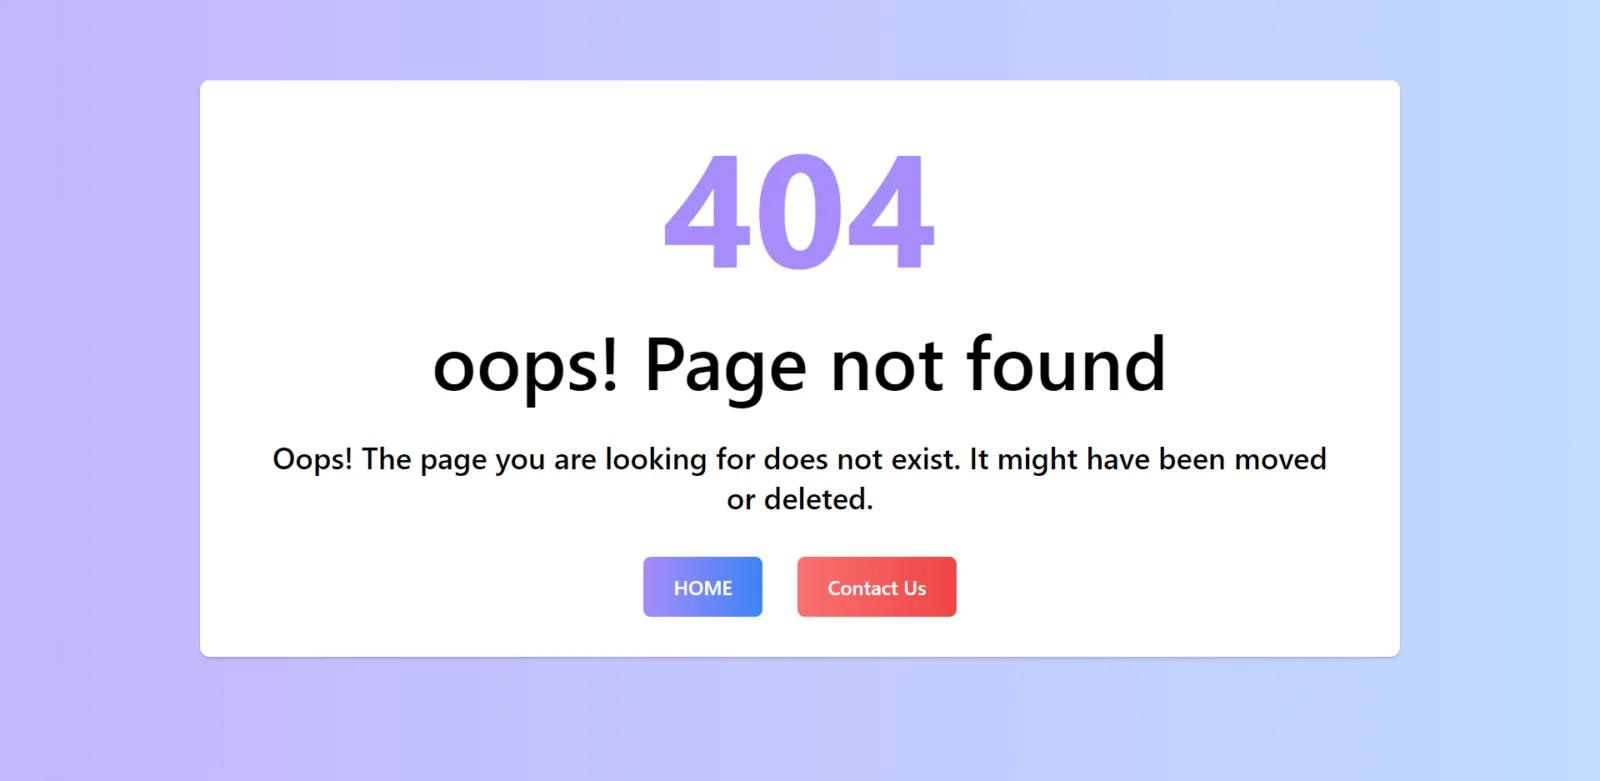 404
oops! Page not found
Oops! The page you are looking for does not exist. It might have been moved
or deleted.
HOME
Contact Us